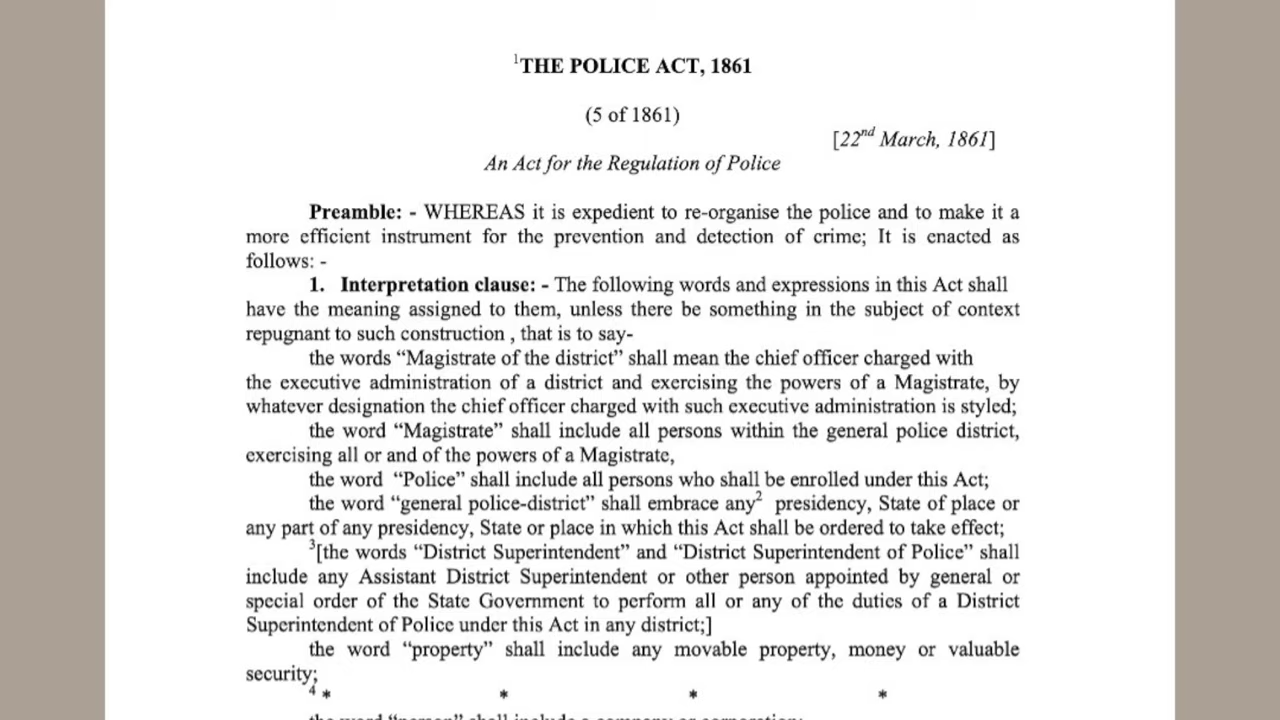 ¹THE POLICE ACT, 1861
(5 of 1861)
[22nd March, 1861]
An Act for the Regulation of Police
Preamble: - WHEREAS it is expedient to re-organise the police and to make it a
more efficient instrument for the prevention and detection of crime; It is enacted as
follows: -
1. Interpretation clause: - The following words and expressions in this Act shall
have the meaning assigned to them, unless there be something in the subject of context
repugnant to such construction , that is to say-
the words “Magistrate of the district” shall mean the chief officer charged with
the executive administration of a district and exercising the powers of a Magistrate, by
whatever designation the chief officer charged with such executive administration is styled;
the word “Magistrate” shall include all persons within the general police district,
exercising all or and of the powers of a Magistrate,
the word “Police” shall include all persons who shall be enrolled under this Act;
the word “general police-district” shall embrace any² presidency, State of place or
any part of any presidency, State or place in which this Act shall be ordered to take effect;
³[the words “District Superintendent” and “District Superintendent of Police” shall
include any Assistant District Superintendent or other person appointed by general or
special order of the State Government to perform all or any of the duties of a District
Superintendent of Police under this Act in any district;]
the word “property” shall include any movable property, money or valuable
security;
⁴ * * * *
the word “person” shall include a company or corporation;